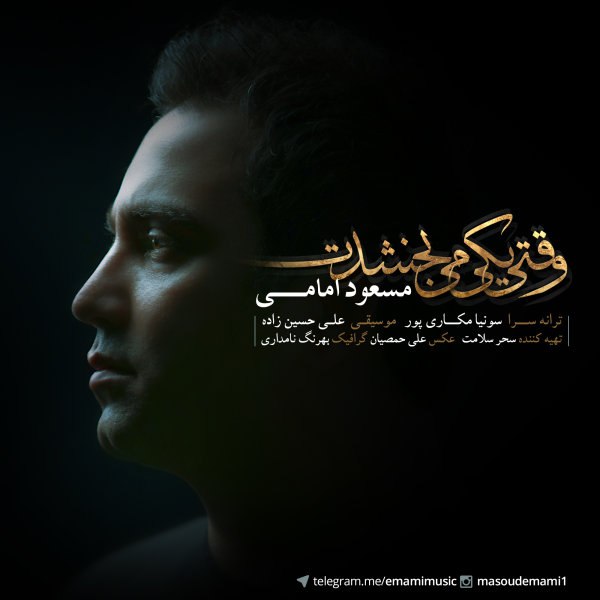 وقتی یکی می بخشدت
مسعود امامی
ترانه سرا سونیا مکاری پور موسیقی علی حسین زاده
تهیه کننده سحر سلامت عکس علی حمصیان گرافیک بهرنگ نامداری
telegram.me/emamimusic masoudemami1